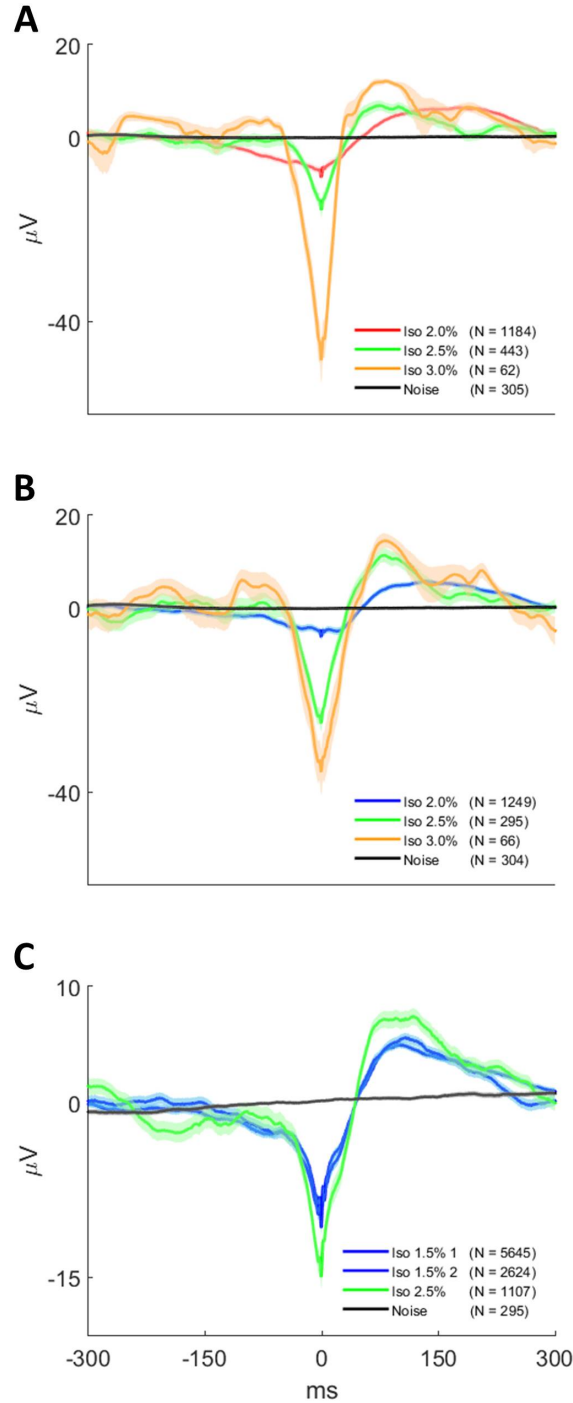 A
20
0
-40
μV
Iso 2.0% (N = 1184)
Iso 2.5% (N = 443)
Iso 3.0% (N = 62)
Noise (N = 305)
B
20
0
-40
μV
Iso 2.0% (N = 1249)
Iso 2.5% (N = 295)
Iso 3.0% (N = 66)
Noise (N = 304)
C
10
0
-15
μV
Iso 1.5% 1 (N = 5645)
Iso 1.5% 2 (N = 2624)
Iso 2.5% (N = 1107)
Noise (N = 295)
-300 -150 0 150 300
ms